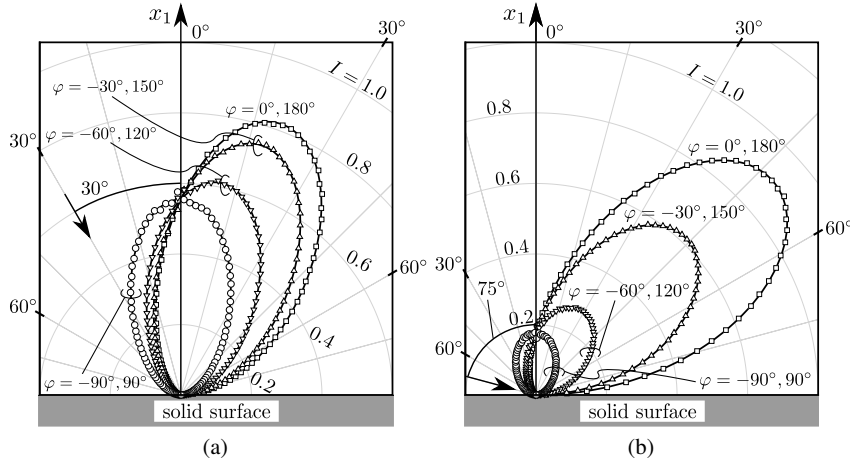 x₁
0°
30°
I = 1.0
φ = −30°, 150°
φ = −60°, 120°
φ = 0°, 180°
30°
30°
0.8
0.6
60°
60°
0.4
0.2
φ = −90°, 90°
solid surface
(a)
x₁
0°
30°
I = 1.0
0.8
φ = 0°, 180°
0.6
φ = −30°, 150°
60°
0.4
30°
75°
φ = −60°, 120°
0.2
60°
φ = −90°, 90°
solid surface
(b)